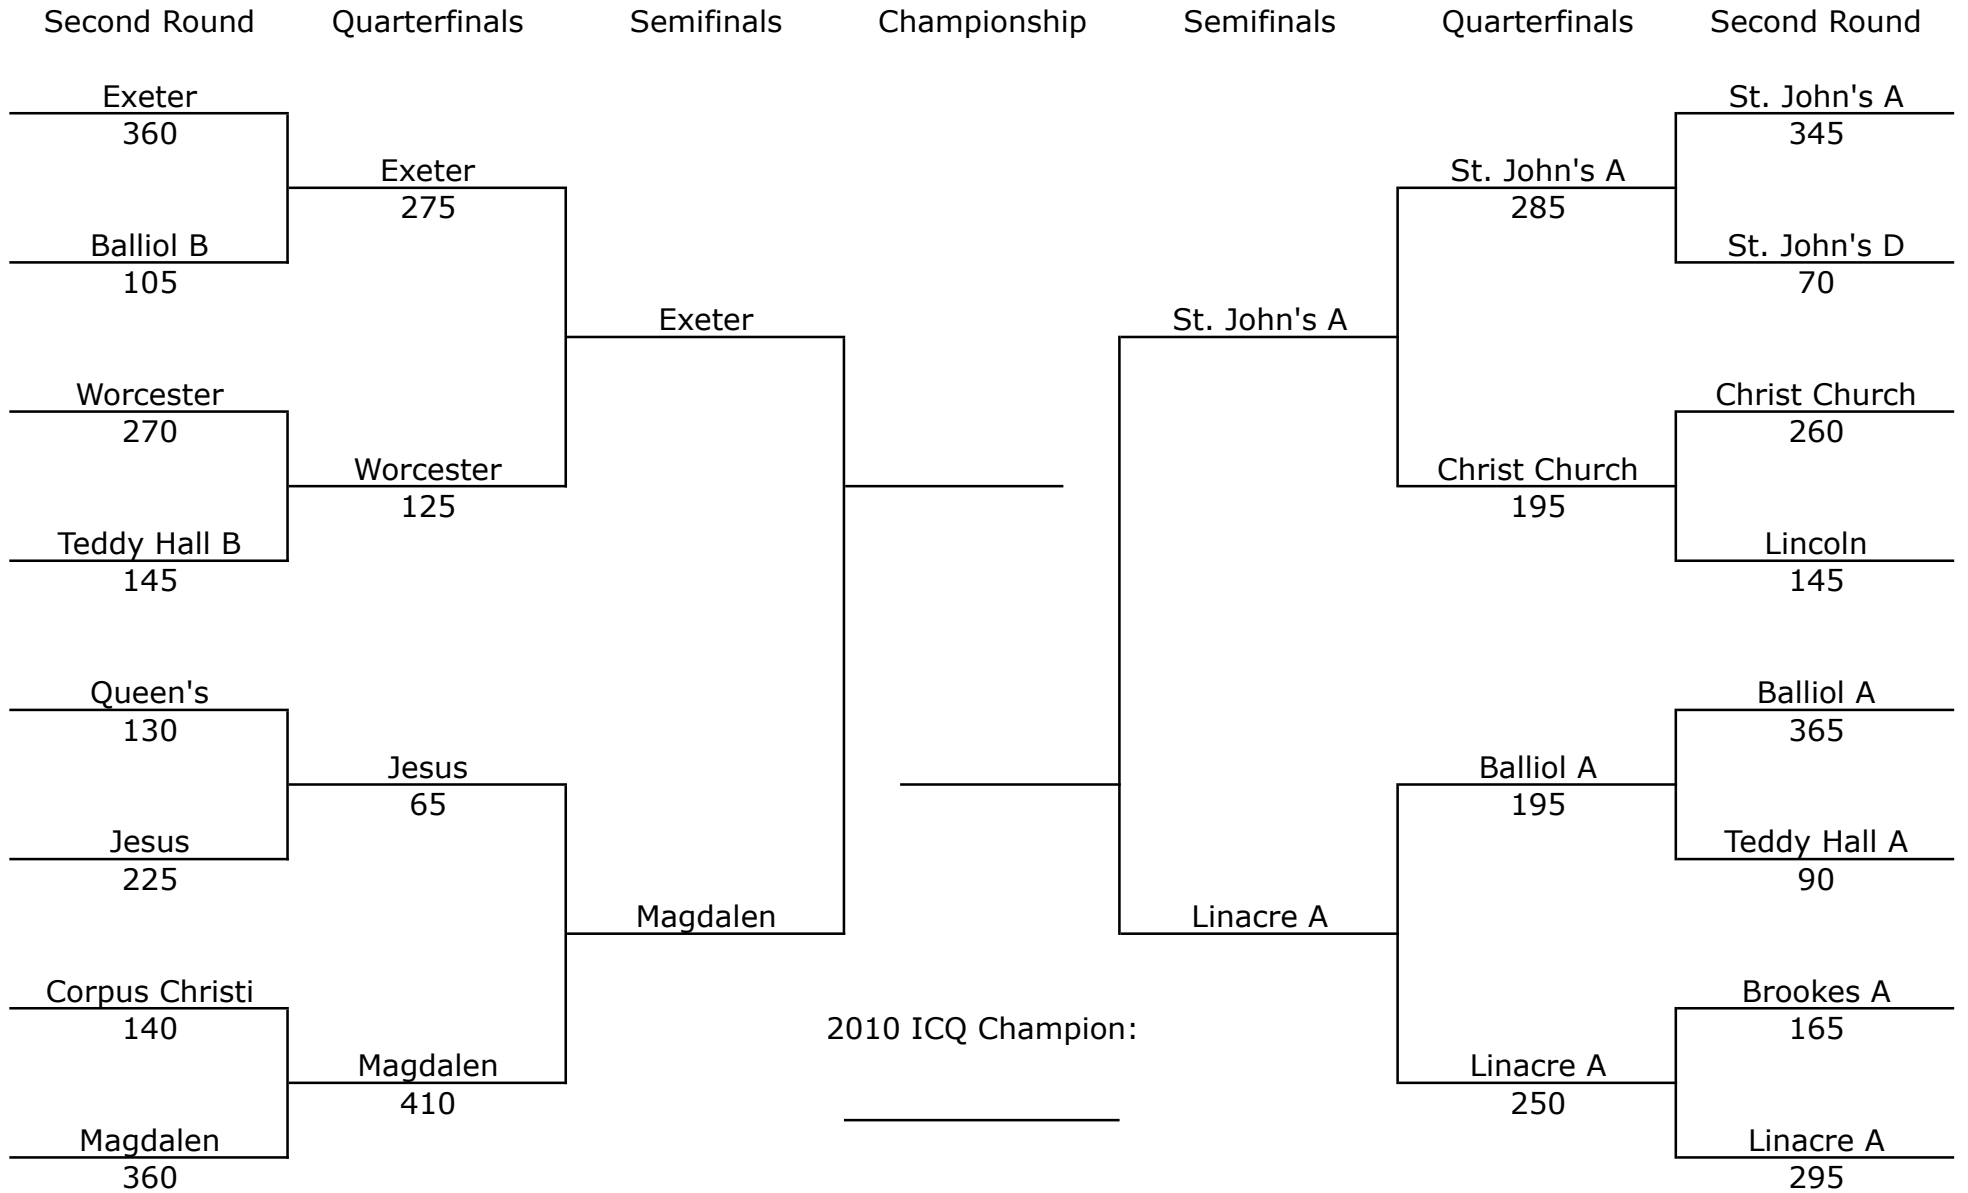 Second Round Quarterfinals Semifinals Championship Semifinals Quarterfinals Second Round
Exeter
360
Balliol B
105
Worcester
270
Teddy Hall B
145
Queen's
130
Jesus
225
Corpus Christi
140
Magdalen
360
Exeter
275
Worcester
125
Jesus
65
Magdalen
410
Exeter
Magdalen
2010 ICQ Champion:
St. John's A
Linacre A
St. John's A
285
Christ Church
195
Balliol A
195
Linacre A
250
St. John's A
345
St. John's D
70
Christ Church
260
Lincoln
145
Balliol A
365
Teddy Hall A
90
Brookes A
165
Linacre A
295